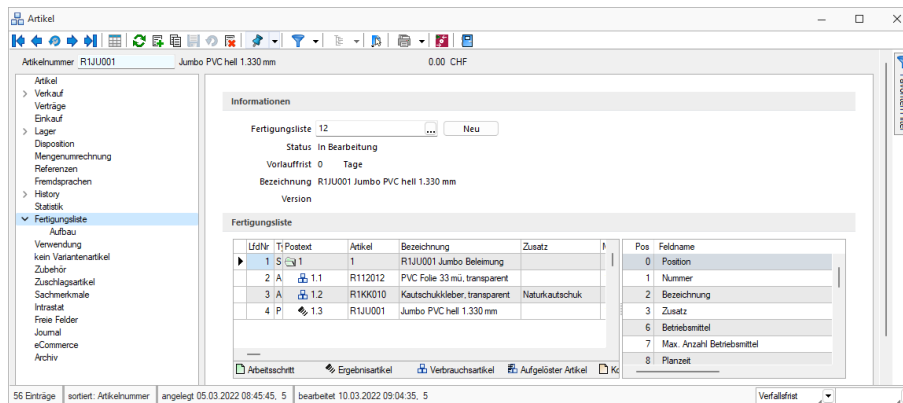 Artikel
Artikelnummer R1JU001 Jumbo PVC hell 1.330 mm 0.00 CHF
Artikel
Verkauf
Verträge
Einkauf
Lager
Disposition
Mengenumrechnung
Referenzen
Fremdsprachen
History
Statistik
Fertigungsliste
Aufbau
Verwendung
kein Variantenartikel
Zubehör
Zuschlagsartikel
Sachmerkmale
Intrastat
Freie Felder
Journal
eCommerce
Archiv
Informationen
Fertigungsliste 12 ... Neu
Status In Bearbeitung
Vorlauffrist 0 Tage
Bezeichnung R1JU001 Jumbo PVC hell 1.330 mm
Version
Fertigungsliste
LfdNr Postext Artikel Bezeichnung Zusatz
1 S 1 1 R1JU001 Jumbo Beleimung
2 A 1.1 R112012 PVC Folie 33 mü, transparent
3 A 1.2 R1KK010 Kautschukkleber, transparent Naturkautschuk
4 P 1.3 R1JU001 Jumbo PVC hell 1.330 mm
Arbeitsschritt Ergebnisartikel Verbrauchsartikel Aufgelöster Artikel
Pos Feldname
0 Position
1 Nummer
2 Bezeichnung
3 Zusatz
6 Betriebsmittel
7 Max. Anzahl Betriebsmittel
8 Planzeit
56 Einträge sortiert: Artikelnummer angelegt 05.03.2022 08:45:45, 5 bearbeitet 10.03.2022 09:04:35, 5 Verfallsfrist